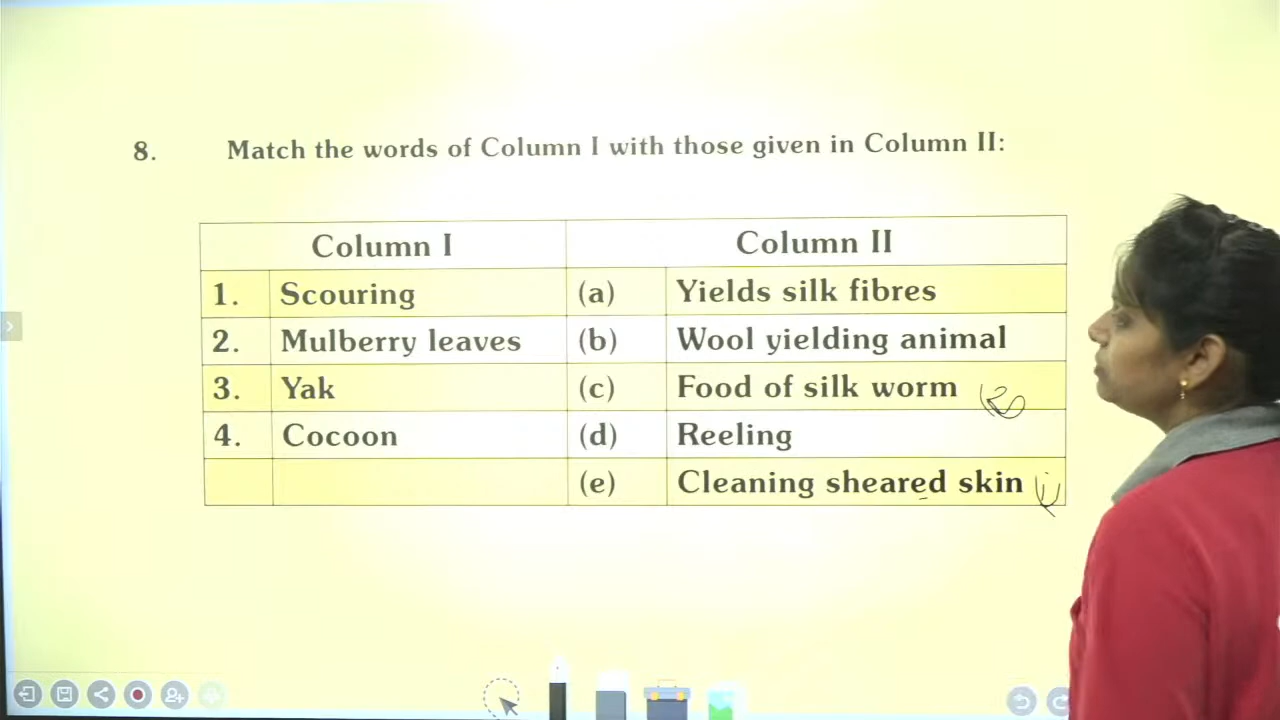 8. Match the words of Column I with those given in Column II:
Column I Column II
1. Scouring (a) Yields silk fibres
2. Mulberry leaves (b) Wool yielding animal
3. Yak (c) Food of silk worm
4. Cocoon (d) Reeling
(e) Cleaning sheared skin